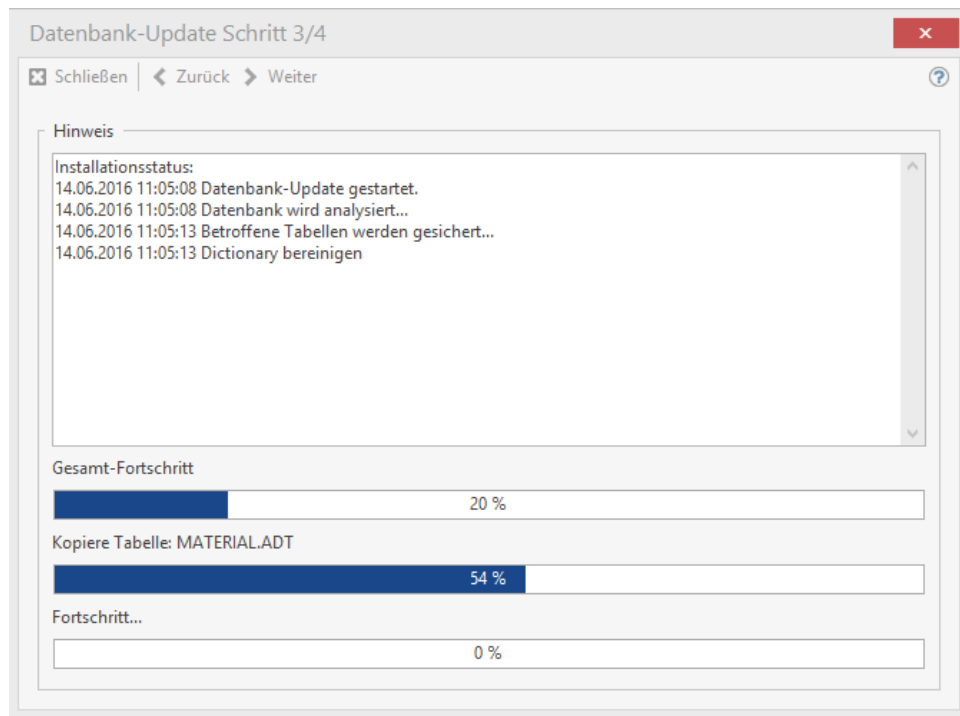 Datenbank-Update Schritt 3/4
Schließen Zurück Weiter
Hinweis
Installationsstatus:
14.06.2016 11:05:08 Datenbank-Update gestartet.
14.06.2016 11:05:08 Datenbank wird analysiert...
14.06.2016 11:05:13 Betroffene Tabellen werden gesichert...
14.06.2016 11:05:13 Dictionary bereinigen
Gesamt-Fortschritt
20 %
Kopiere Tabelle: MATERIAL.ADT
54 %
Fortschritt...
0 %